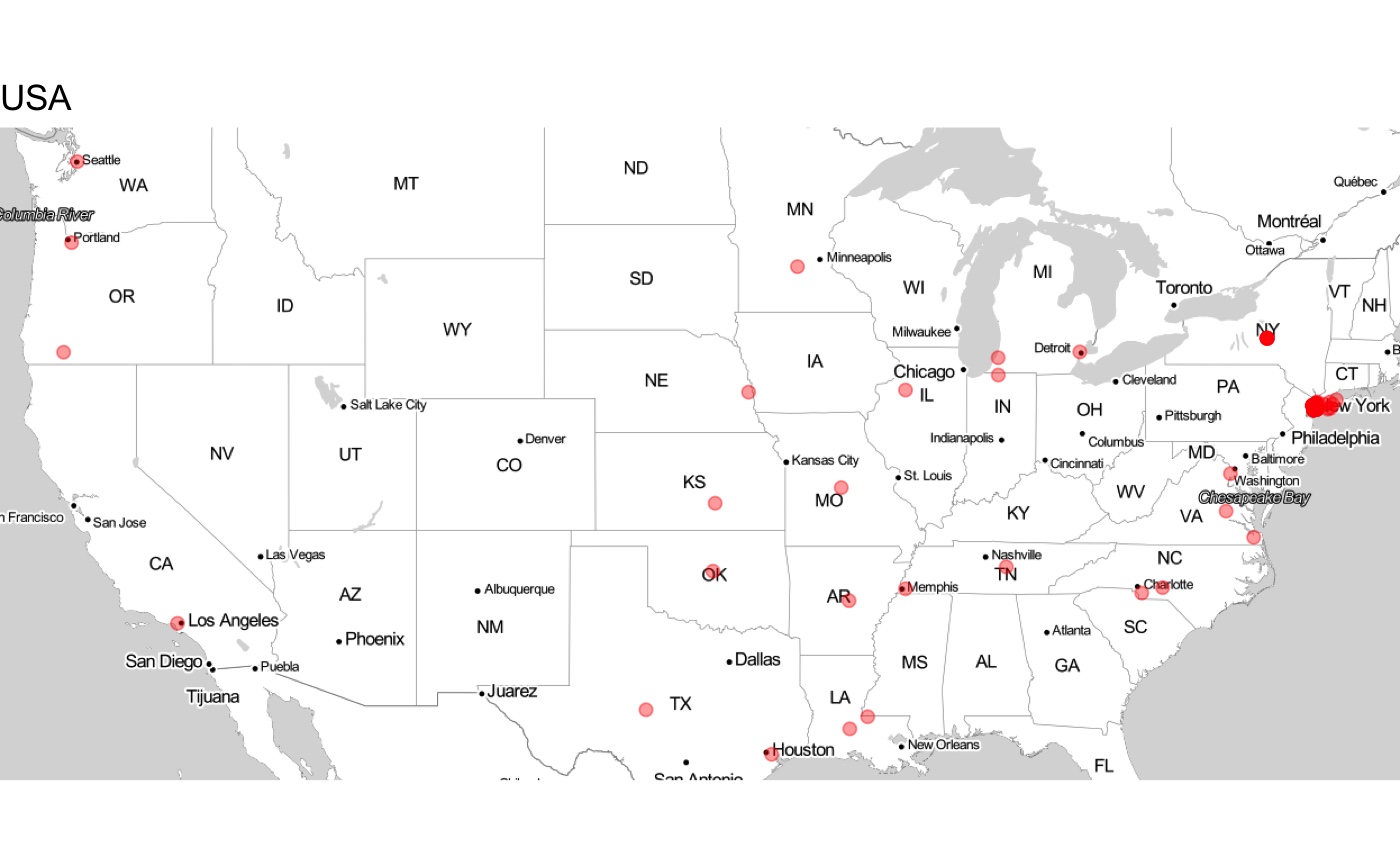 USA
Seattle
WA
MT
ND
MN
Québec
Columbia River
Portland
Montréal
Ottawa
Minneapolis
OR
ID
SD
WI
MI
Toronto
VT
NH
WY
Milwaukee
Detroit
NY
IA
Chicago
CT
NE
IL
Cleveland
PA
Salt Lake City
IN
OH
Pittsburgh
New York
Denver
Indianapolis
Columbus
Philadelphia
NV
UT
CO
Kansas City
Cincinnati
MD
Baltimore
KS
St. Louis
Washington
MO
WV
Chesapeake Bay
n Francisco
San Jose
KY
VA
CA
Las Vegas
Nashville
NC
OK
TN
AZ
Albuquerque
AR
Memphis
Charlotte
Los Angeles
NM
SC
Phoenix
Atlanta
San Diego
Puebla
Dallas
MS
AL
GA
Tijuana
Juarez
TX
LA
Houston
New Orleans
FL
San Antonio